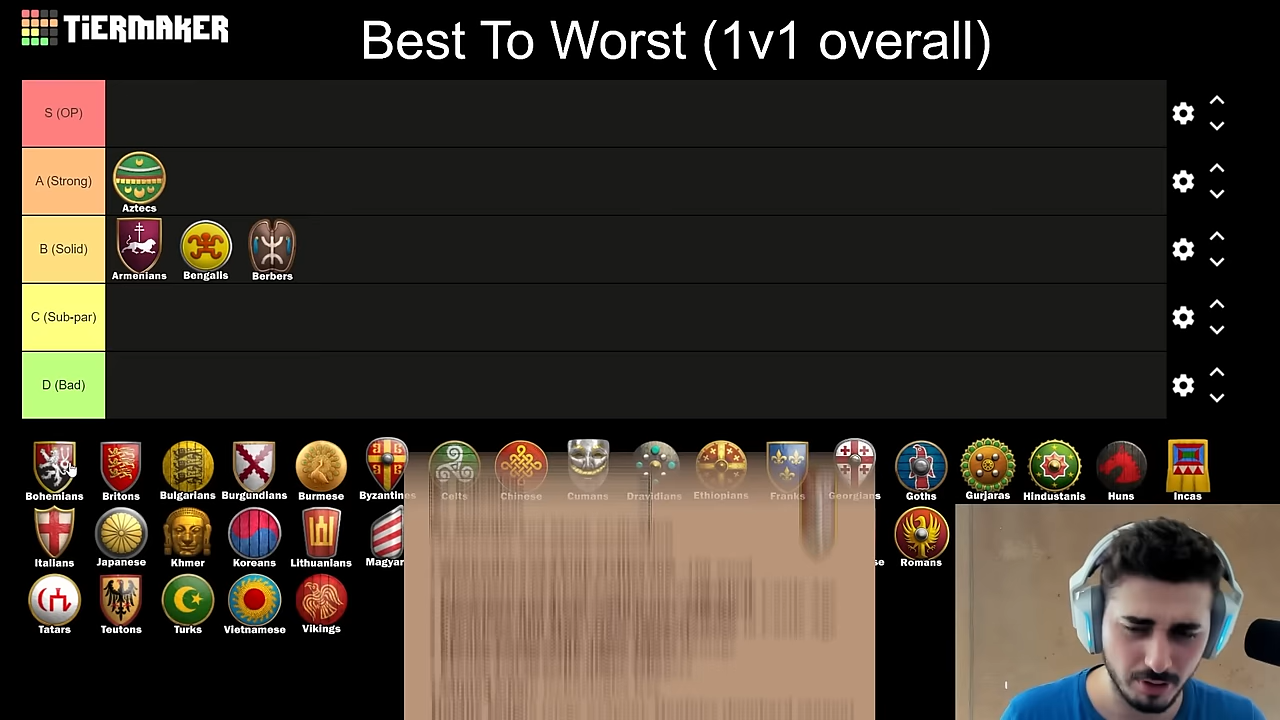 TIERMAKER
Best To Worst (1v1 overall)
S (OP)
A (Strong)
Aztecs
B (Solid)
Armenians Bengalis Berbers
C (Sub-par)
D (Bad)
Bohemians Britons Bulgarians Burgundians Burmese Byzantines Celts Chinese Cumans Dravidians Ethiopians Franks Georgians Goths Gurjaras Hindustanis Huns Incas
Italians Japanese Khmer Koreans Lithuanians Magyar se Romans
Tatars Teutons Turks Vietnamese Vikings